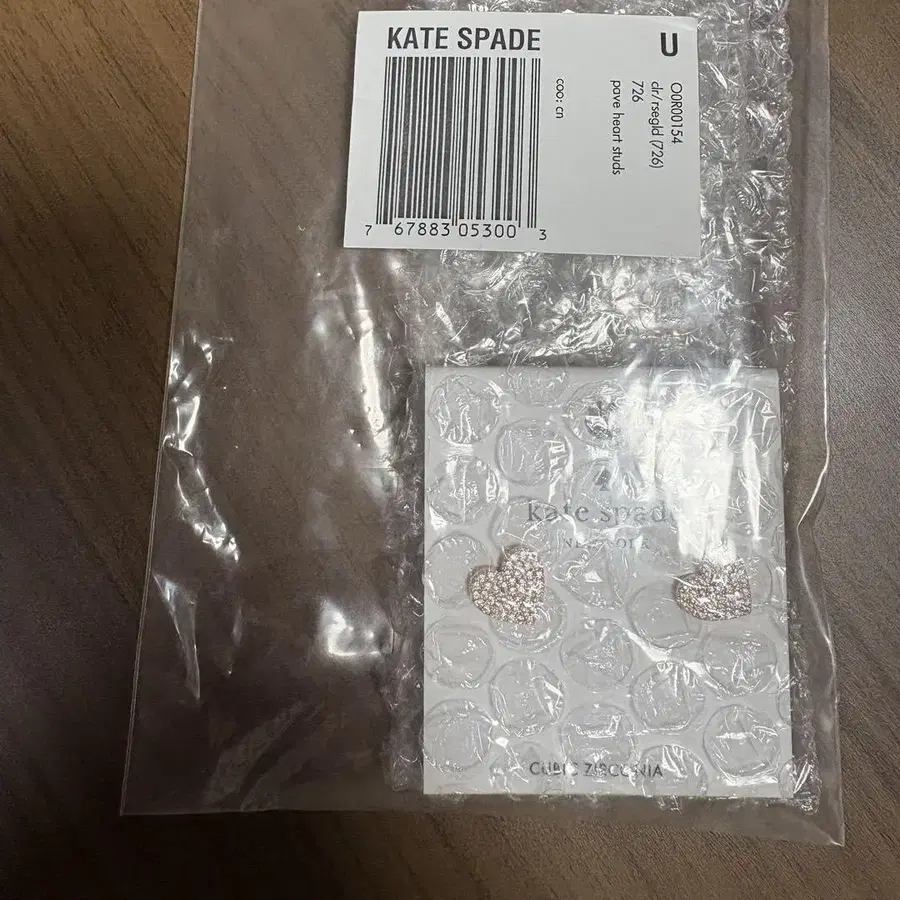 KATE SPADE
U
O0R00154
clr/rsegld (726)
726
pave heart studs
coo: cn
7 67883 05300 3
kate spade
NEW YORK
CUBIC ZIRCONIA